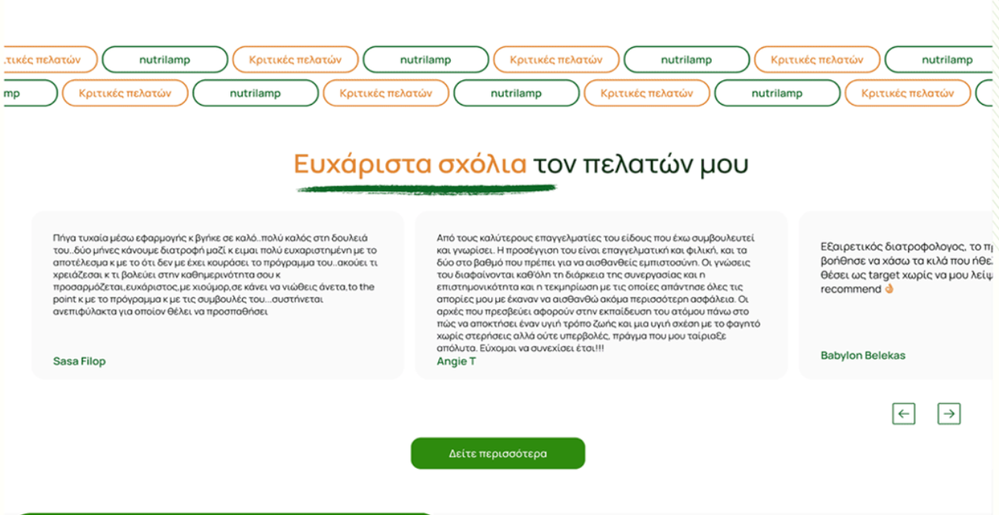 πελατών nutrilamp Κριτικές πελατών nutrilamp Κριτικές πελατών nutrilamp Κριτικές πελατών nutrilamp
Κριτικές πελατών nutrilamp Κριτικές πελατών nutrilamp Κριτικές πελατών nutrilamp Κριτικές πελατών
Ευχάριστα σχόλια τον πελατών μου
Πήγα τυχαία μέσω εφαρμογής κ βγήκε σε καλό..πολύ καλός στη δουλειά
του..δύο μήνες κάνουμε διατροφή μαζί κ ειμαι πολύ ευχαριστημένη με το
αποτέλεσμα κ με το ότι δεν με έχει κουράσει το πρόγραμμα του..ακούει τι
χρειάζεσαι κ τι βολεύει στην καθημερινότητα σου κ
προσαρμόζεται,ευχάριστος,με χιούμορ,σε κάνει να νιώθεις άνετα,to the
point κ με το πρόγραμμα κ με τις συμβουλές του...συστήνεται
ανεπιφύλακτα για οποίον θέλει να προσπαθήσει
Sasa Filop
Από τους καλύτερους επαγγελματίες του είδους που έχω συμβουλευτεί
και γνωρίσει. Η προσέγγιση του είναι επαγγελματική και φιλική, και τα
δύο στο βαθμό που πρέπει για να αισθανθείς εμπιστοσύνη. Οι γνώσεις
του διαφαίνονται καθ'όλη τη διάρκεια της συνεργασίας και η
επιστημονικότητα και η τεκμηρίωση με τις οποίες απάντησε όλες τις
απορίες μου με έκαναν να αισθανθώ ακόμα περισσότερη ασφάλεια. Οι
αρχές που πρεσβεύει αφορούν στην εκπαίδευση του ατόμου πάνω στο
πώς να αποκτήσει έναν υγιή τρόπο ζωής και μια υγιή σχέση με το φαγητό
χωρίς στερήσεις αλλά ούτε υπερβολές, πράγμα που μου ταίριαξε
απόλυτα. Εύχομαι να συνεχίσει έτσι!!!
Angie T
Εξαιρετικός διατροφολογος, το
βοήθησε να χάσω τα κιλά που
θέσει ως target χωρίς να μου
recommend 👌
Babylon Belekas
Δείτε περισσότερα